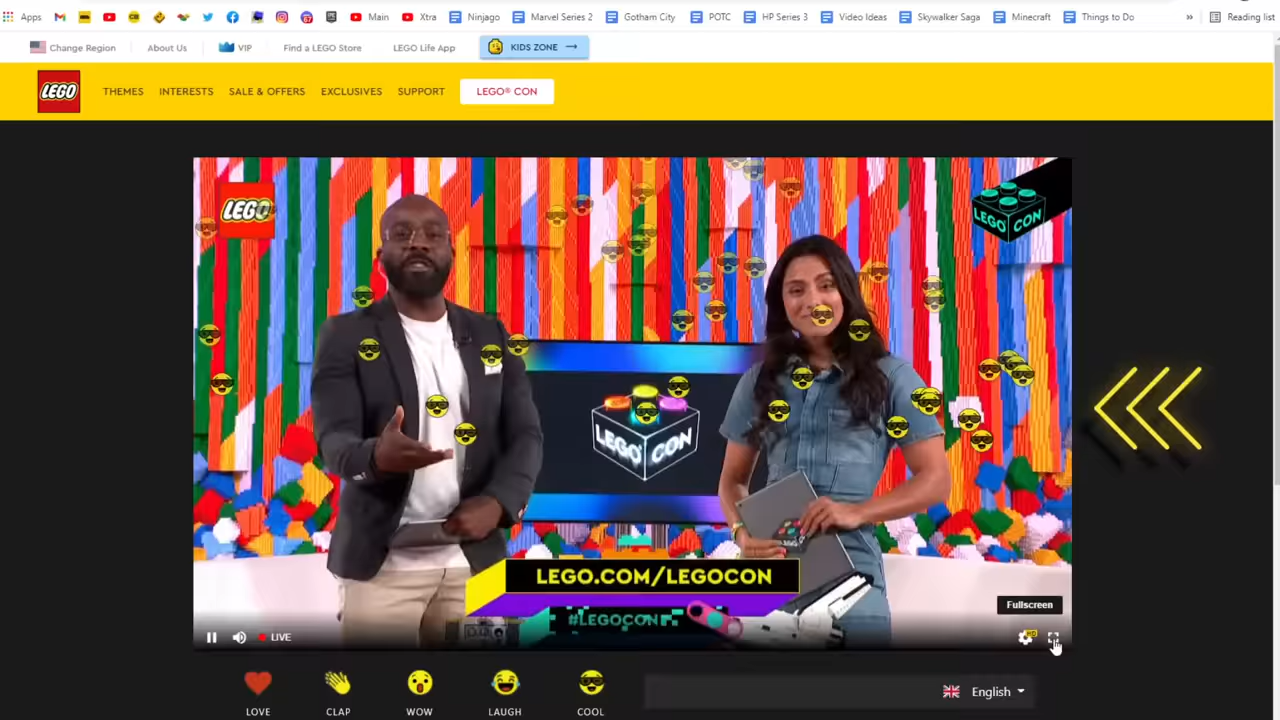 Apps Main Xtra Ninjago Marvel Series 2 Gotham City POTC HP Series 3 Video Ideas Skywalker Saga Minecraft Things to Do » Reading list
Change Region About Us VIP Find a LEGO Store LEGO Life App KIDS ZONE →
LEGO THEMES INTERESTS SALE & OFFERS EXCLUSIVES SUPPORT LEGO® CON
LEGO
LEGO CON
LEGO CON
LEGO.COM/LEGOCON
Fullscreen
#LEGOCON
LIVE HD
LOVE CLAP WOW LAUGH COOL English